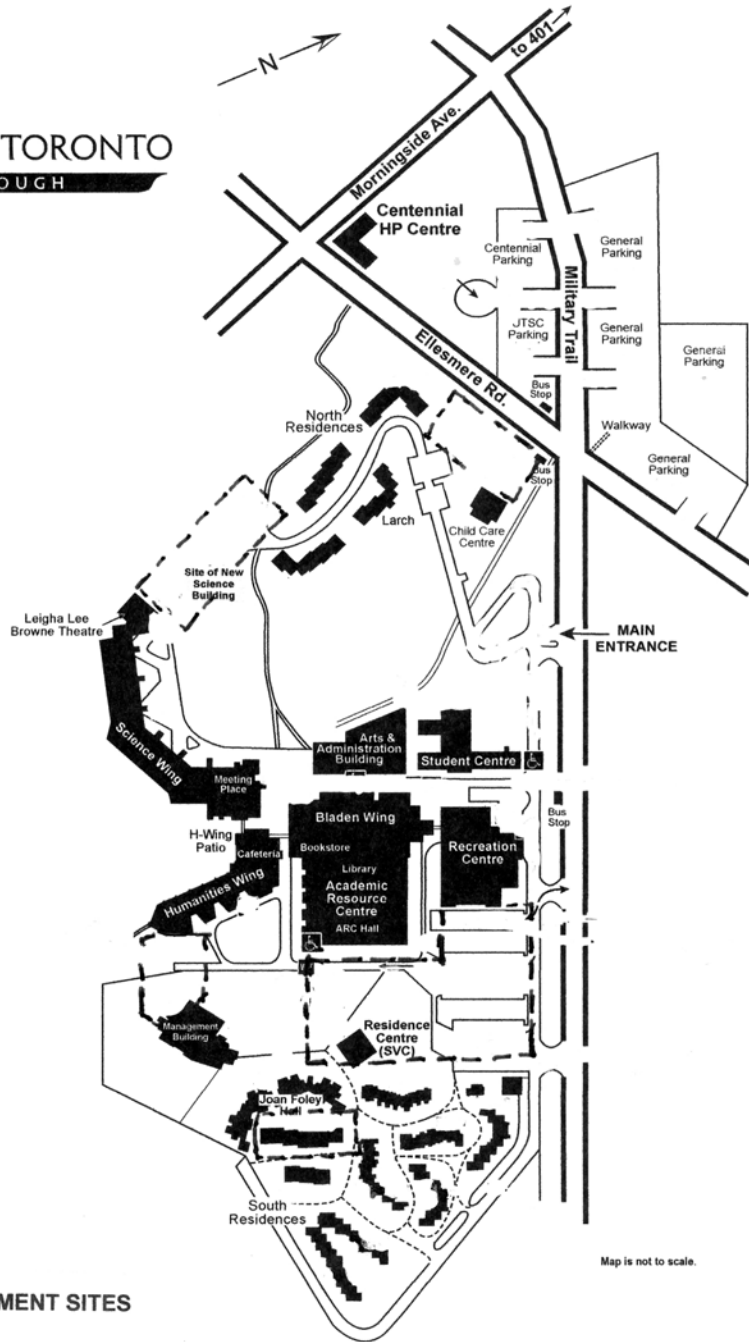 to 401
N
TORONTO
OUGH
Morningside Ave.
Centennial
HP Centre
Centennial
Parking
General
Parking
Military Trail
JTSC
Parking
General
Parking
General
Parking
Ellesmere Rd.
Bus
Stop
North
Residences
Walkway
General
Parking
Bus
Stop
Larch
Child Care
Centre
Site of New
Science
Building
Leigha Lee
Browne Theatre
MAIN
ENTRANCE
Science Wing
Arts &
Administration
Building
Student Centre
Meeting
Place
Bladen Wing
Bus
Stop
H-Wing
Patio
Cafeteria
Bookstore
Recreation
Centre
Library
Humanities Wing
Academic
Resource
Centre
ARC Hall
Management
Building
Residence
Centre
(SVC)
Joan Foley
Hall
South
Residences
Map is not to scale.
MENT SITES